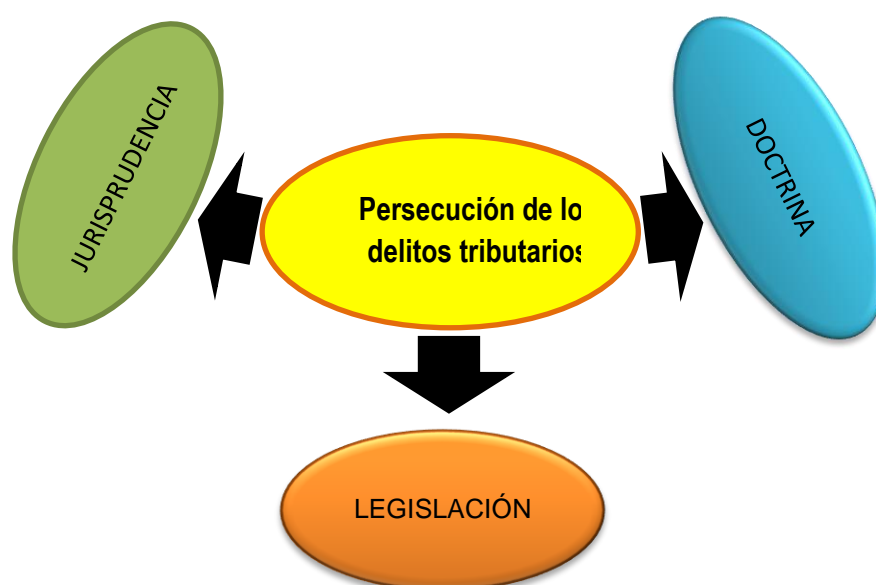 JURISPRUDENCIA
DOCTRINA
Persecución de lo
delitos tributarios
LEGISLACIÓN